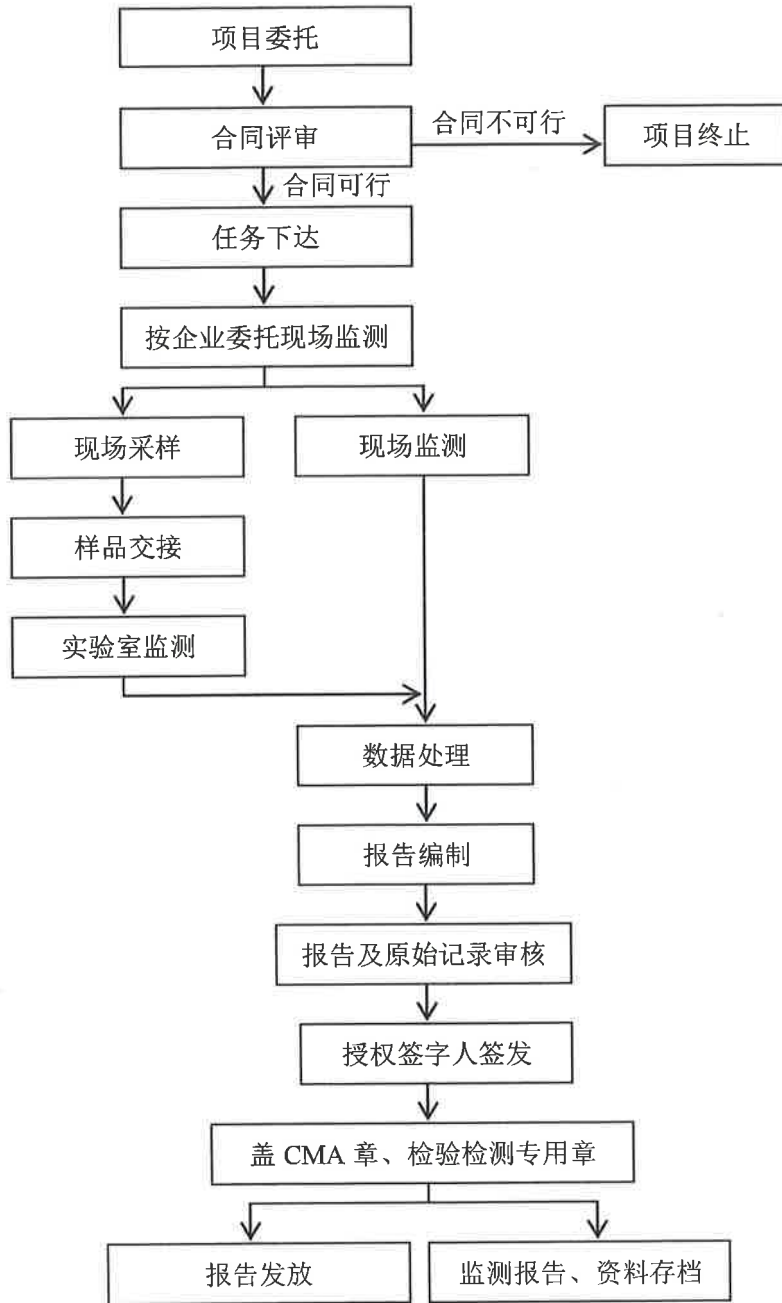 项目委托
合同评审
合同不可行
项目终止
合同可行
任务下达
按企业委托现场监测
现场采样
现场监测
样品交接
实验室监测
数据处理
报告编制
报告及原始记录审核
授权签字人签发
盖 CMA 章、检验检测专用章
报告发放
监测报告、资料存档